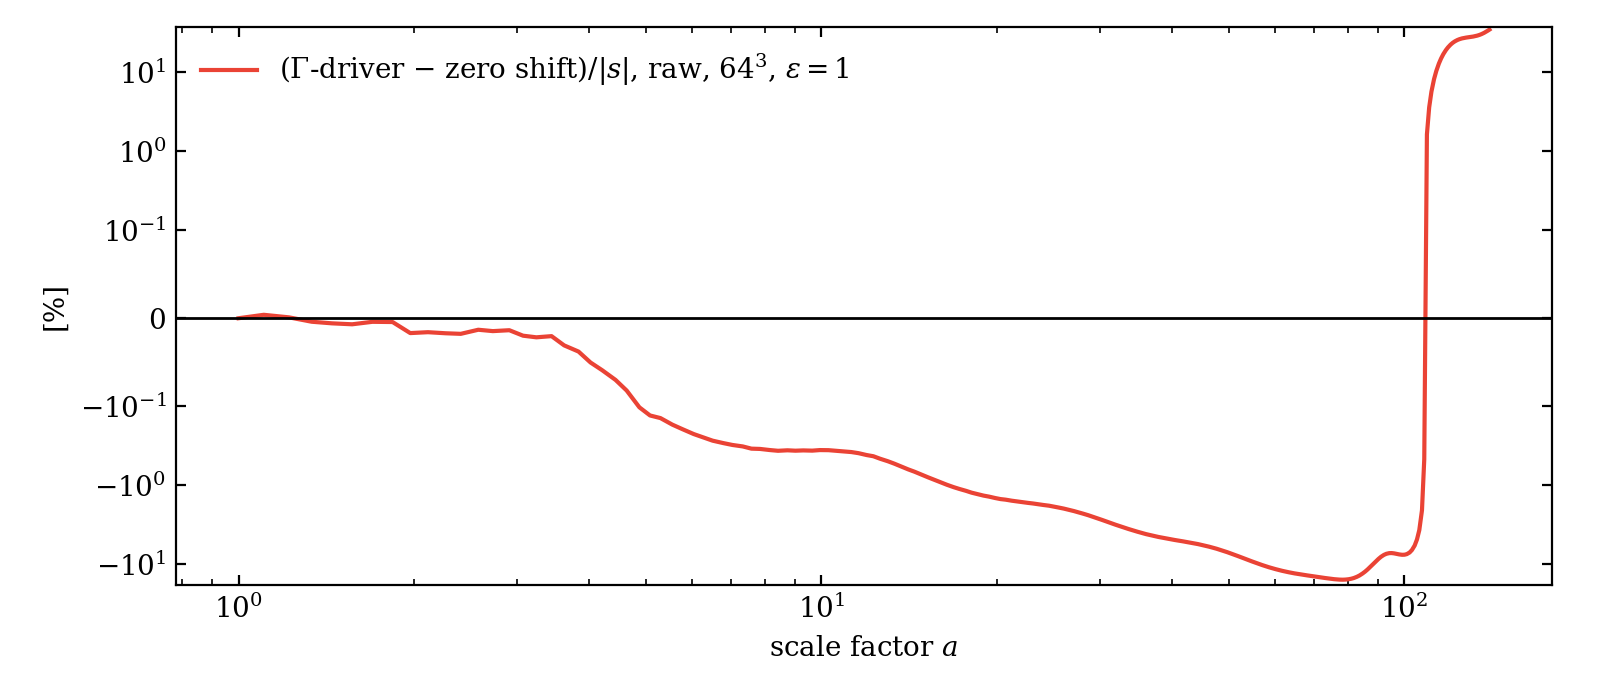 (Γ-driver − zero shift)/|s|, raw, 64³, ε = 1
10¹
10⁰
10⁻¹
0
−10⁻¹
−10⁰
−10¹
[%]
10⁰ 10¹ 10²
scale factor a